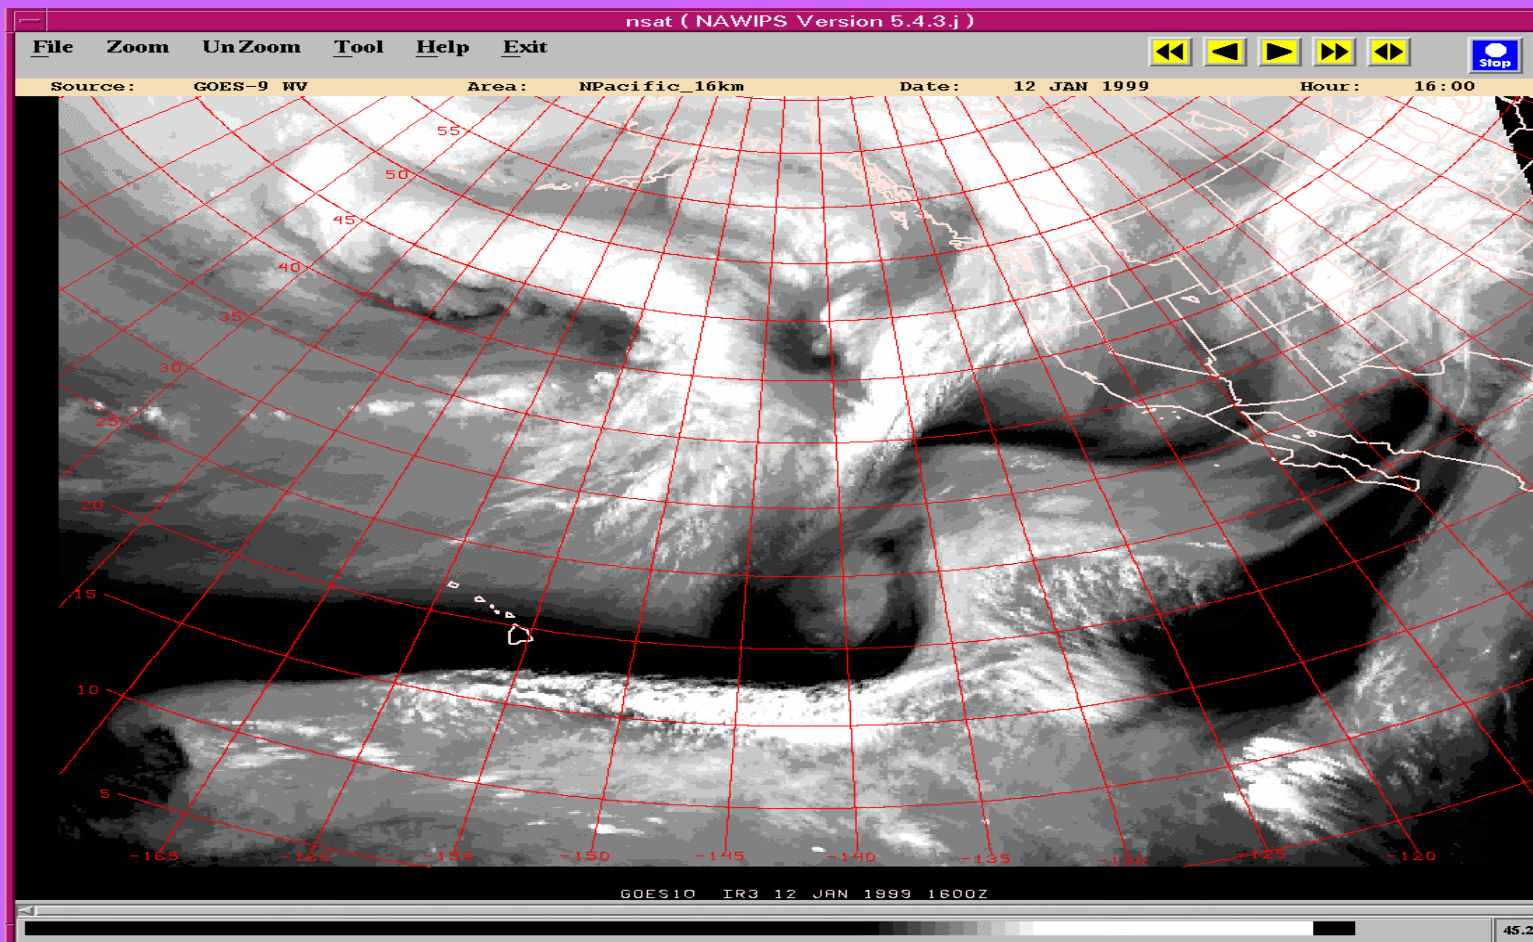 nsat ( NAWIPS Version 5.4.3.j )
File Zoom UnZoom Tool Help Exit
Stop
Source: GOES-9 WV Area: NPacific_16km Date: 12 JAN 1999 Hour: 16:00
55
50
45
40
35
30
25
20
15
10
5
-165 -160 -155 -150 -145 -140 -135 -130 -125 -120
GOES10 IR3 12 JAN 1999 1600Z
45.2